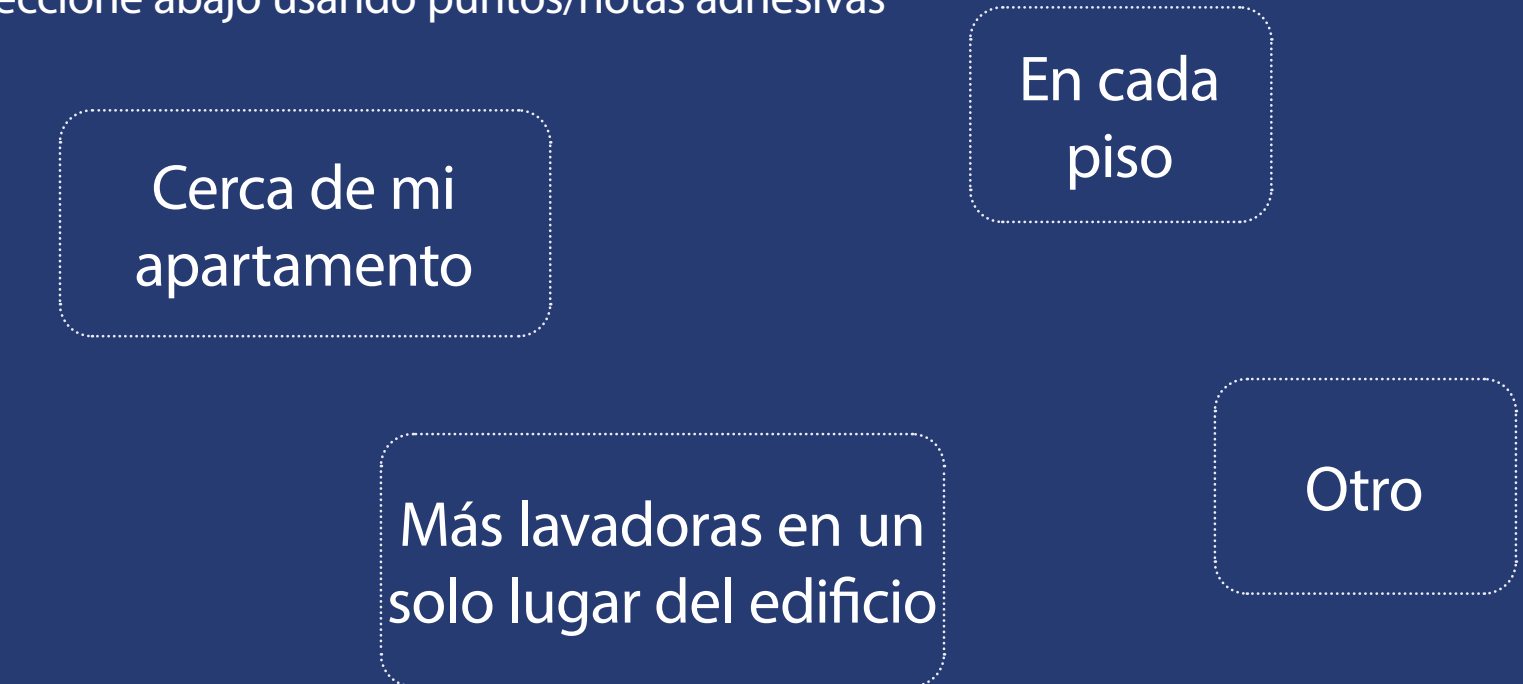 abajo usando puntos/notas adhesivas
En cada
piso
Cerca de mi
apartamento
Más lavadoras en un
solo lugar del edificio
Otro